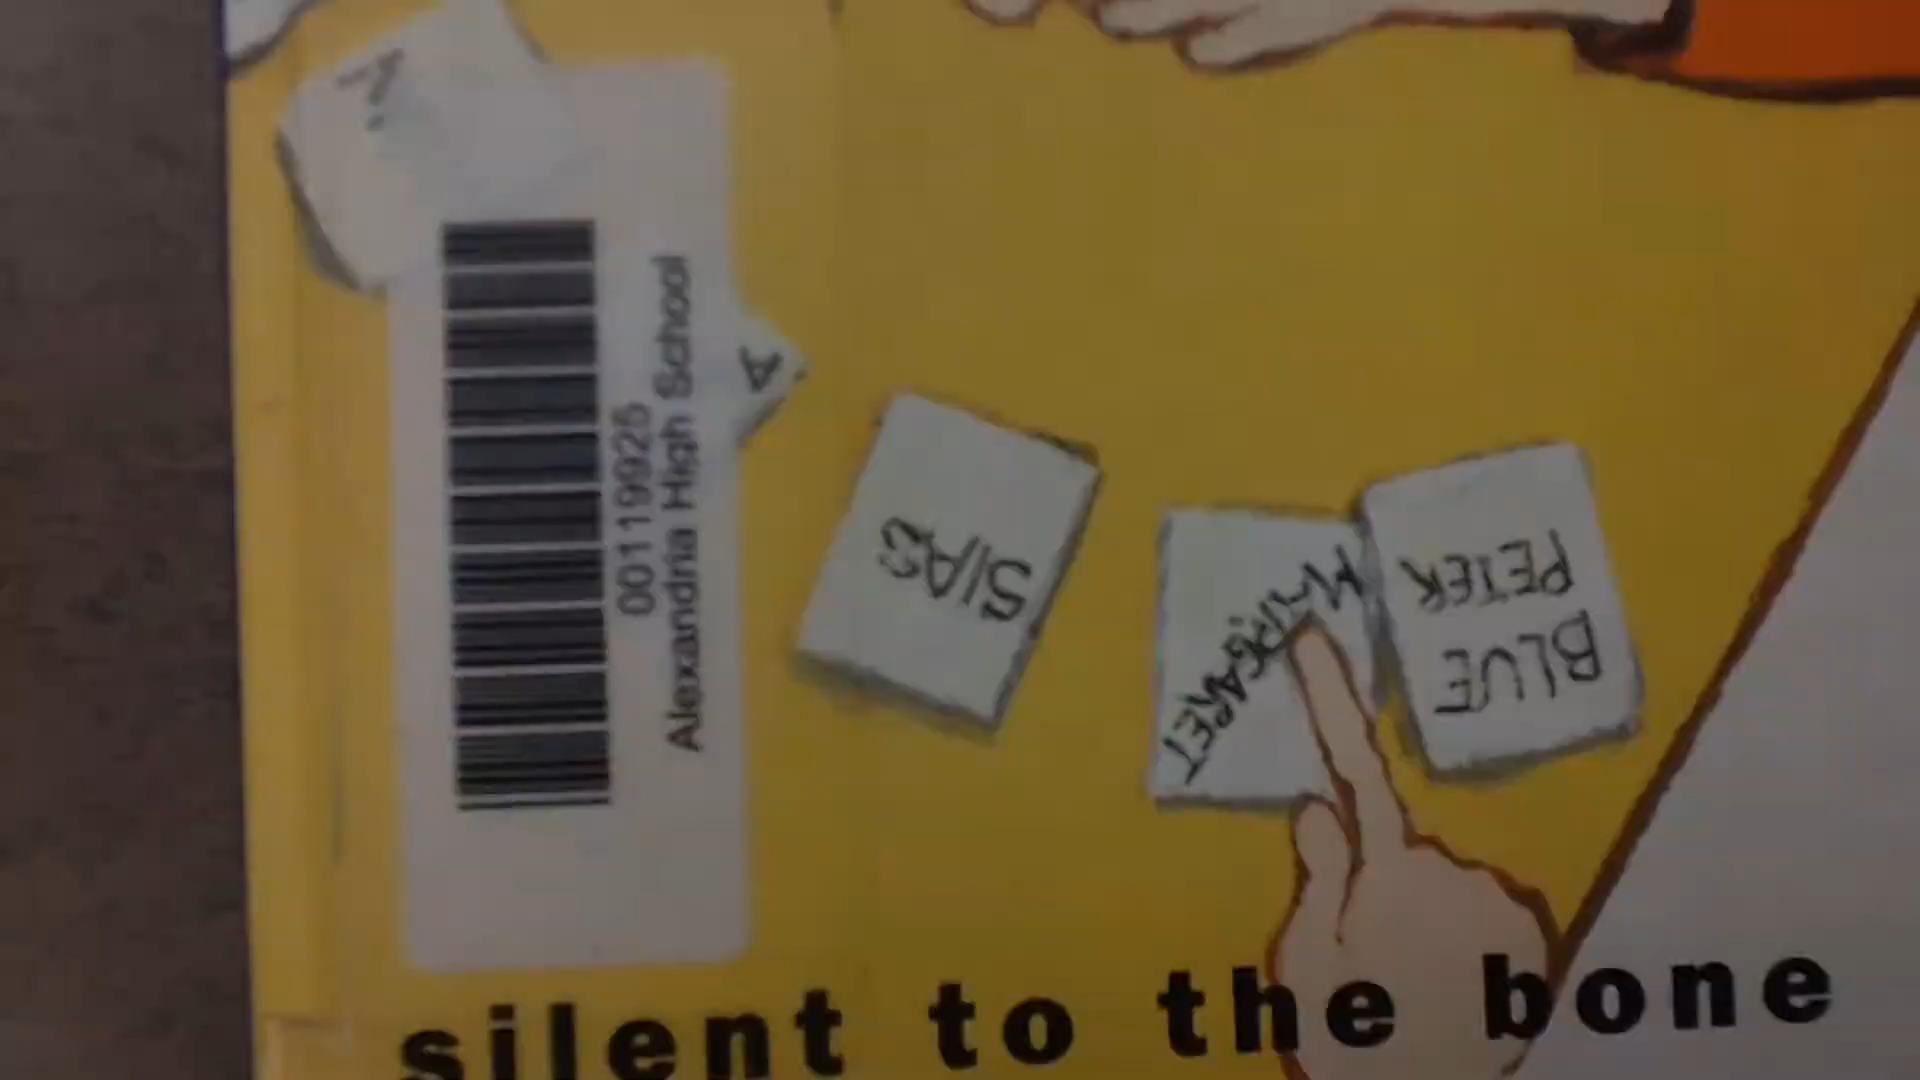 00119925
Alexandria High School
A
SIAS
MARGARET
BLUE
PETER
silent to the bone